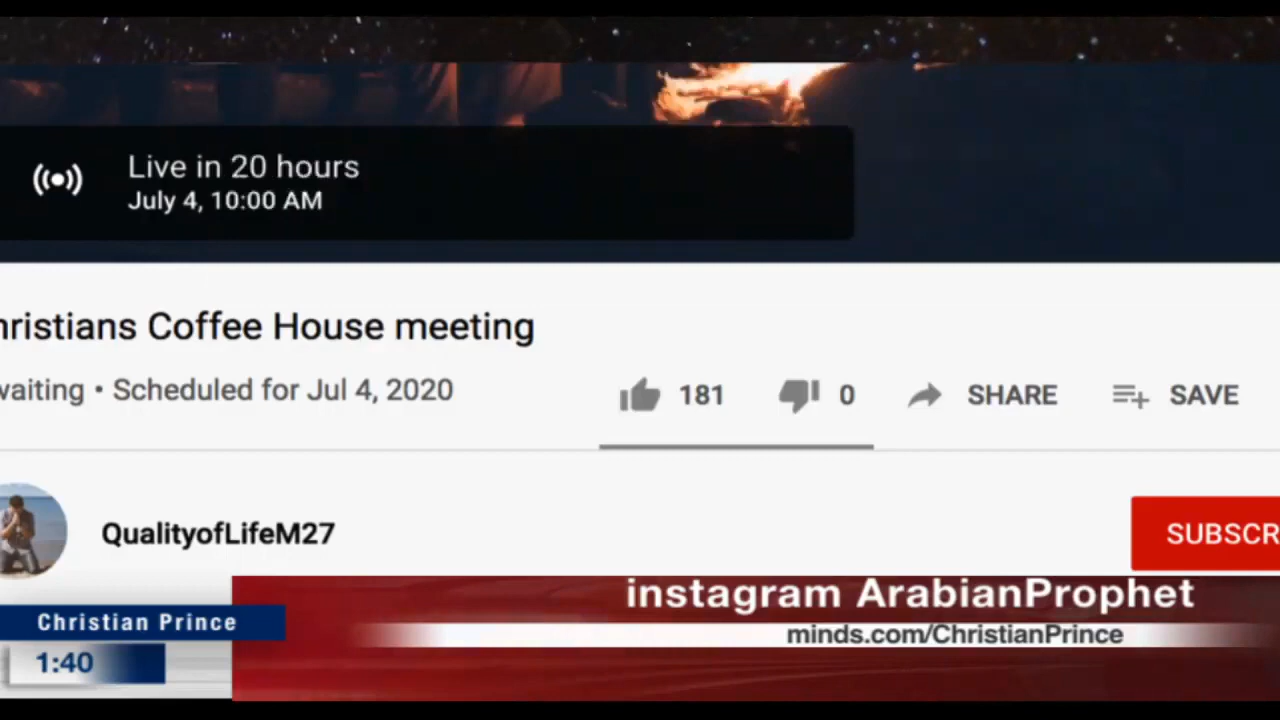 Live in 20 hours
July 4, 10:00 AM
hristians Coffee House meeting
waiting • Scheduled for Jul 4, 2020
181 0 SHARE SAVE
QualityofLifeM27
SUBSCR
instagram ArabianProphet
Christian Prince
minds.com/ChristianPrince
1:40